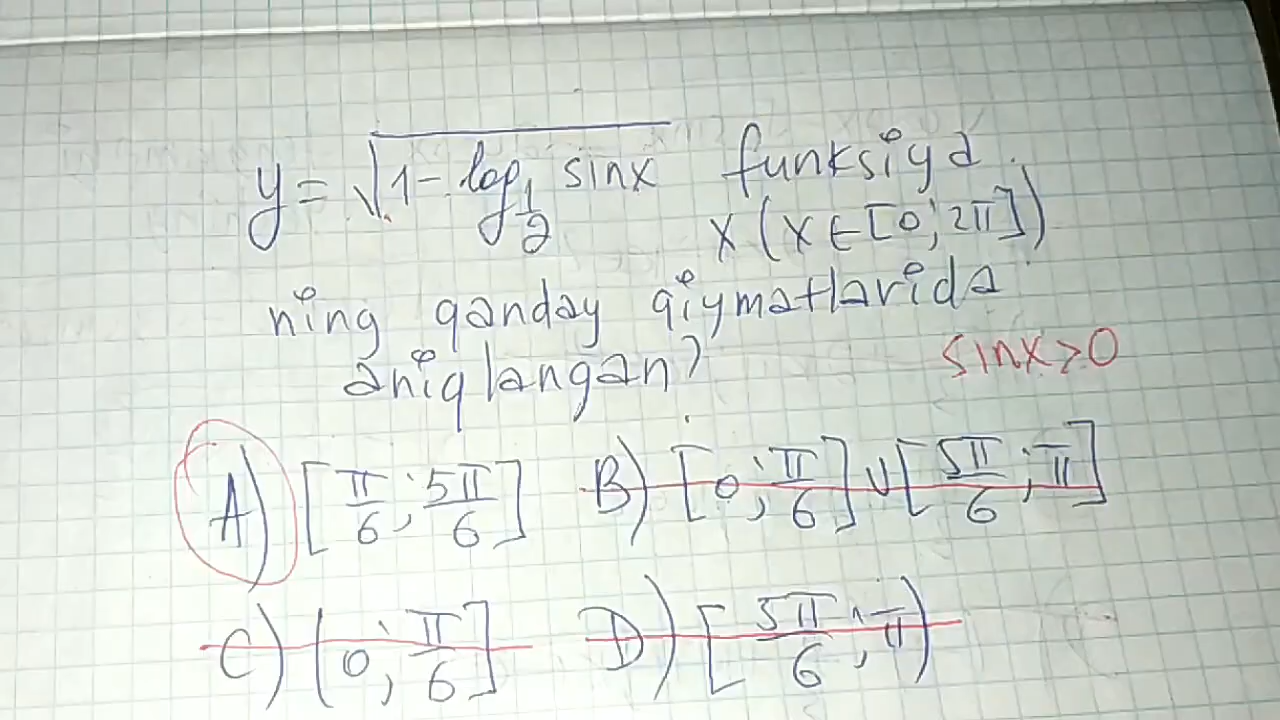 y = √(1 - log_{1/2} sinx) funksiya
x (x ∈ [0; 2π])
ning qanday qiymatlarida
aniqlangan?
sinx > 0
A) [π/6; 5π/6] B) [0; π/6] ∪ [5π/6; π]
C) (0; π/6] D) [5π/6; π)